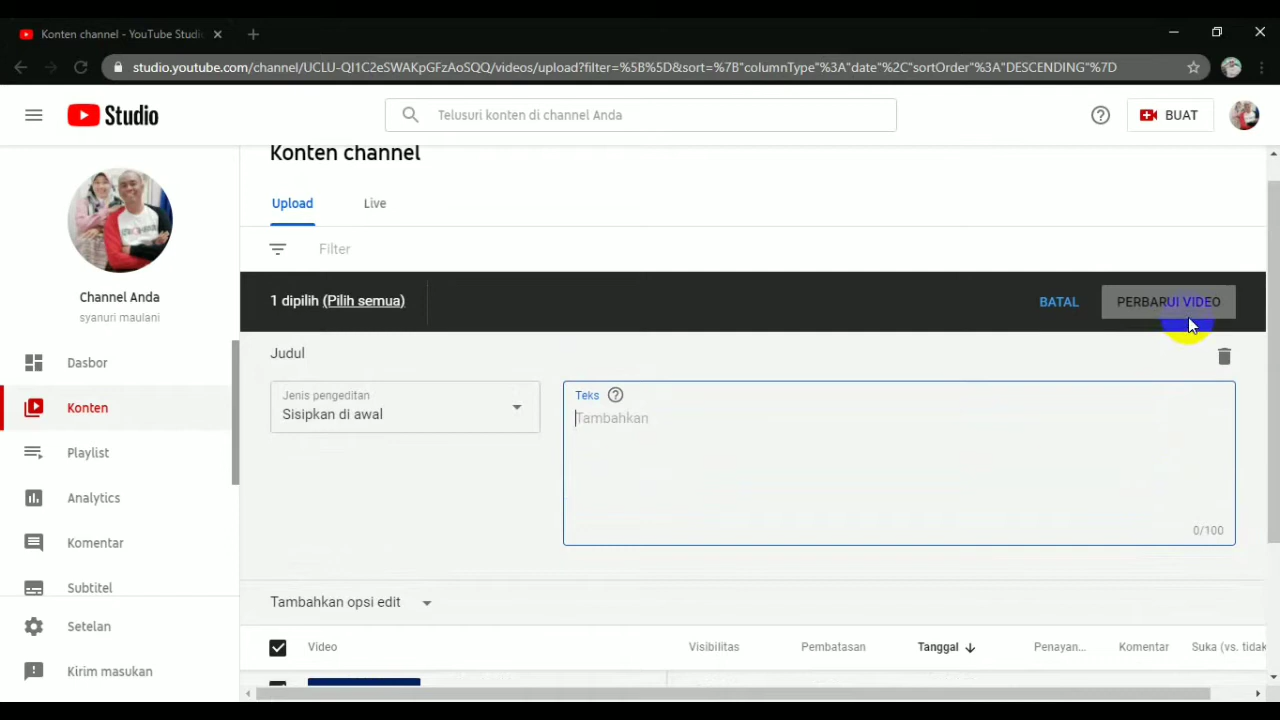 Konten channel - YouTube Studi
studio.youtube.com/channel/UCLU-QI1C2eSWAKpGFzAoSQQ/videos/upload?filter=%5B%5D&sort=%7B"columnType"%3A"date"%2C"sortOrder"%3A"DESCENDING"%7D
Studio
Telusuri konten di channel Anda
BUAT
Konten channel
Upload
Live
Filter
1 dipilih (Pilih semua)
BATAL
PERBARUI VIDEO
Channel Anda
syanuri maulani
Dasbor
Konten
Playlist
Analytics
Komentar
Subtitel
Setelan
Kirim masukan
Judul
Jenis pengeditan
Sisipkan di awal
Teks
Tambahkan
0/100
Tambahkan opsi edit
Video
Visibilitas
Pembatasan
Tanggal
Penayan...
Komentar
Suka (vs. tidak